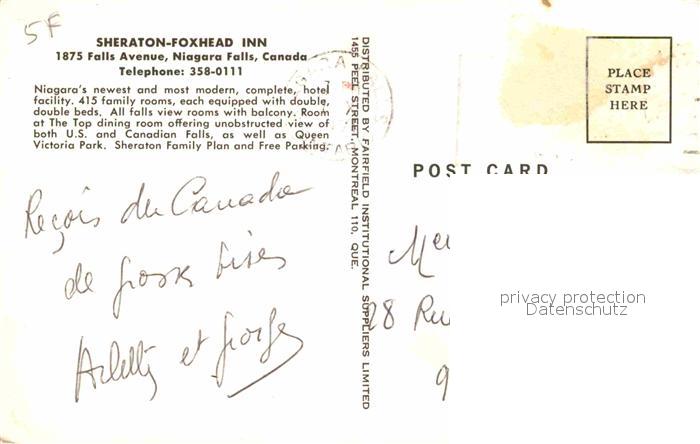 5F
SHERATON-FOXHEAD INN
1875 Falls Avenue, Niagara Falls, Canada
Telephone: 358-0111
Niagara's newest and most modern, complete, hotel
facility. 415 family rooms, each equipped with double,
double beds. All falls view rooms with balcony. Room
at The Top dining room offering unobstructed view of
both U.S. and Canadian Falls, as well as Queen
Victoria Park. Sheraton Family Plan and Free Parking.
Reçois du Canada
de grosses bises
Arlette et Georges
DISTRIBUTED BY FAIRFIELD INSTITUTIONAL SUPPLIERS LIMITED
1455 PEEL STREET, MONTREAL 110, QUE.
PLACE
STAMP
HERE
POST CARD
28 Ru
9
privacy protection
Datenschutz